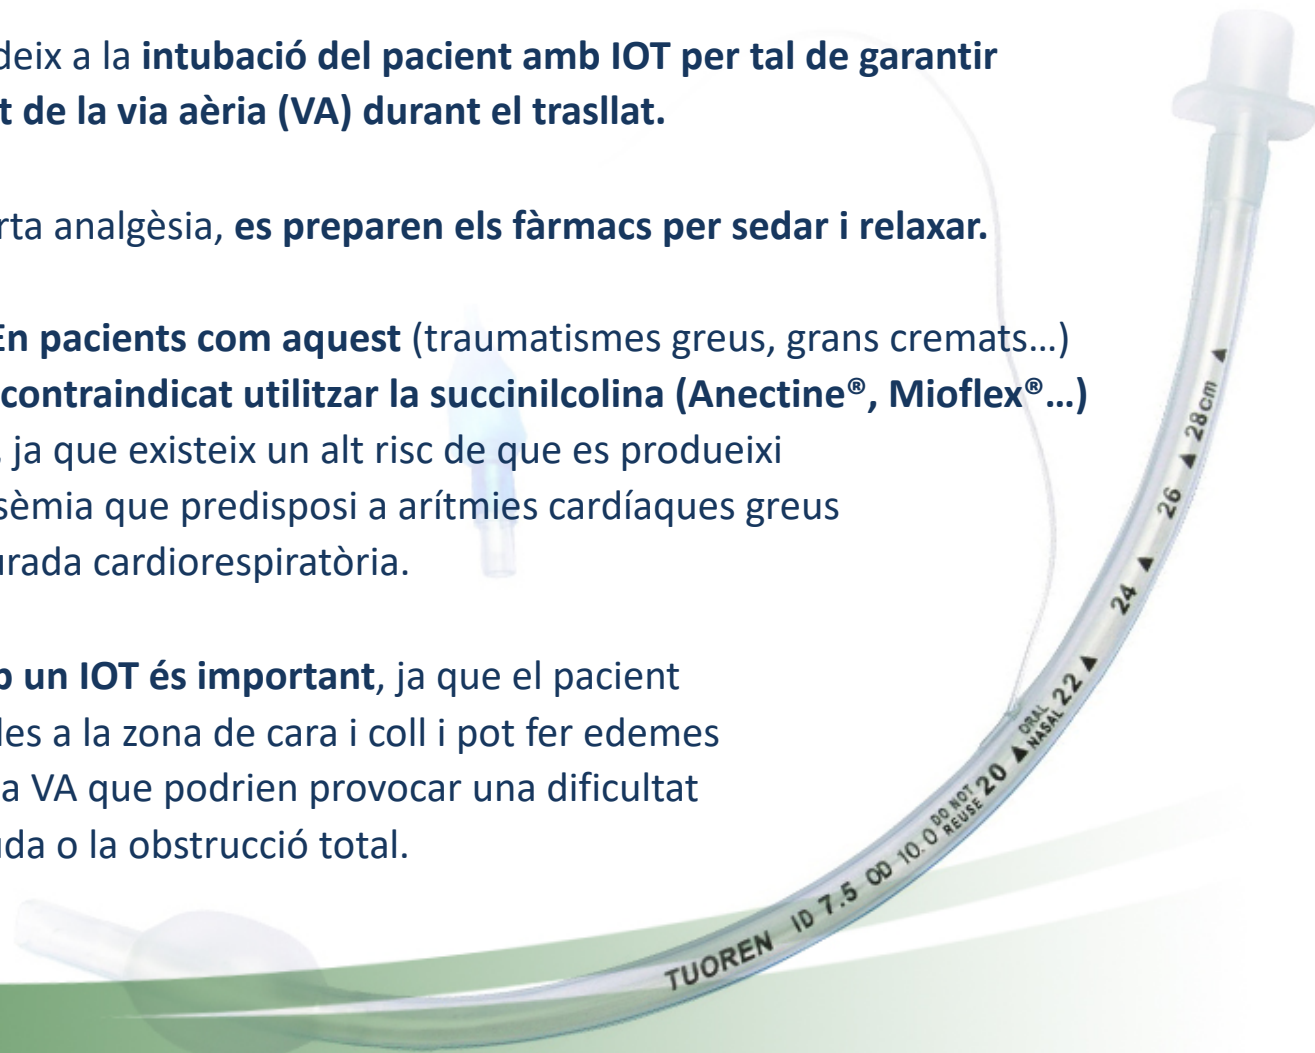 deix a la intubació del pacient amb IOT per tal de garantir
t de la via aèria (VA) durant el trasllat.
rta analgèsia, es preparen els fàrmacs per sedar i relaxar.
En pacients com aquest (traumatismes greus, grans cremats…)
contraindicat utilitzar la succinilcolina (Anectine®, Mioflex®…)
, ja que existeix un alt risc de que es produeixi
sèmia que predisposi a arítmies cardíaques greus
urada cardiorespiratòria.
b un IOT és important, ja que el pacient
des a la zona de cara i coll i pot fer edemes
a VA que podrien provocar una dificultat
uda o la obstrucció total.
TUOREN ID 7.5 OD 10.0 DO NOT REUSE 20 ▲ ORAL NASAL 22 ▲ 24 ▲ 26 ▲ 28cm ▲